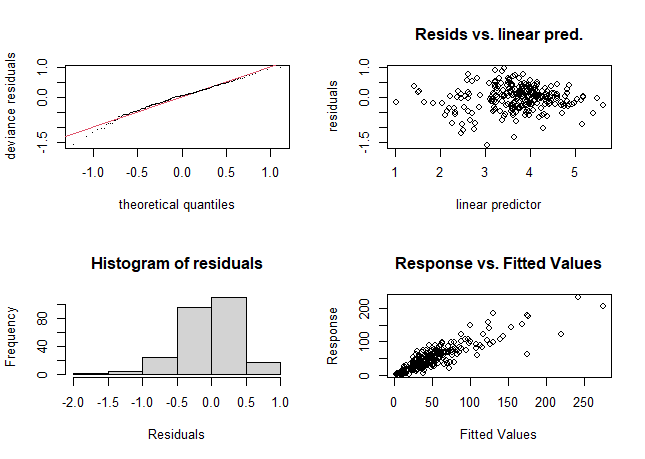 deviance residuals
-1.5 0.0 1.0
-1.0 -0.5 0.0 0.5 1.0
theoretical quantiles
Resids vs. linear pred.
residuals
-1.5 0.0 1.0
1 2 3 4 5
linear predictor
Histogram of residuals
Frequency
0 40 80
-2.0 -1.5 -1.0 -0.5 0.0 0.5 1.0
Residuals
Response vs. Fitted Values
Response
0 100 200
0 50 100 150 200 250
Fitted Values